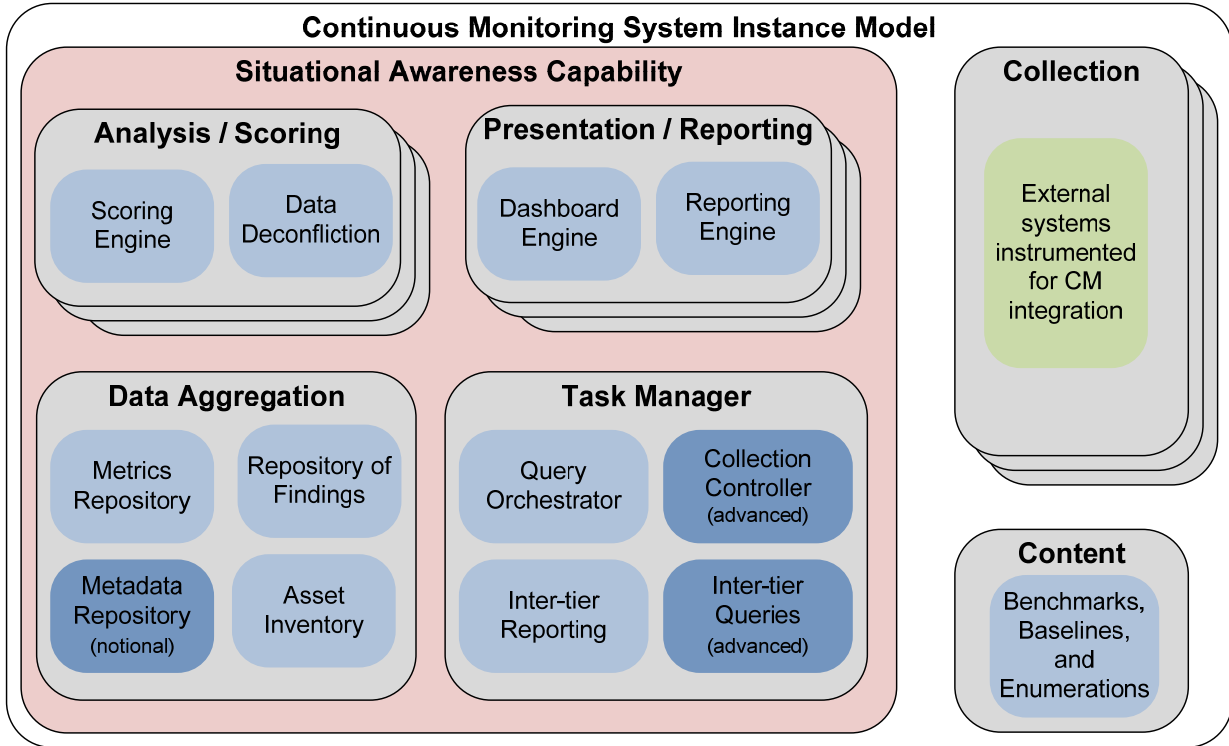 Continuous Monitoring System Instance Model
Situational Awareness Capability
Analysis / Scoring
Scoring
Engine
Data
Deconfliction
Presentation / Reporting
Dashboard
Engine
Reporting
Engine
Data Aggregation
Metrics
Repository
Repository of
Findings
Metadata
Repository
(notional)
Asset
Inventory
Task Manager
Query
Orchestrator
Collection
Controller
(advanced)
Inter-tier
Reporting
Inter-tier
Queries
(advanced)
Collection
External
systems
instrumented
for CM
integration
Content
Benchmarks,
Baselines,
and
Enumerations